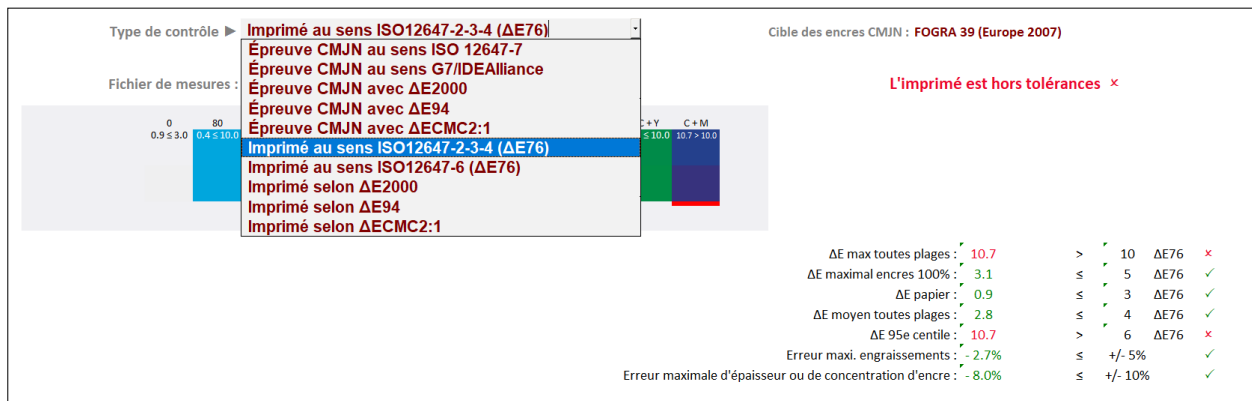 Type de contrôle ► Imprimé au sens ISO12647-2-3-4 (ΔE76) Cible des encres CMJN : FOGRA 39 (Europe 2007)
Épreuve CMJN au sens ISO 12647-7
Épreuve CMJN au sens G7/IDEAlliance
Fichier de mesures : L'imprimé est hors tolérances ✗
Épreuve CMJN avec ΔE2000
Épreuve CMJN avec ΔE94
Épreuve CMJN avec ΔECMC2:1
Imprimé au sens ISO12647-2-3-4 (ΔE76)
Imprimé au sens ISO12647-6 (ΔE76)
Imprimé selon ΔE2000
Imprimé selon ΔE94
Imprimé selon ΔECMC2:1
0 80 + Y C + M
0.9 ≤ 3.0 0.4 ≤ 10.0 ≤ 10.0 10.7 > 10.0
ΔE max toutes plages : 10.7 > 10 ΔE76 ✗
ΔE maximal encres 100% : 3.1 ≤ 5 ΔE76 ✓
ΔE papier : 0.9 ≤ 3 ΔE76 ✓
ΔE moyen toutes plages : 2.8 ≤ 4 ΔE76 ✓
ΔE 95e centile : 10.7 > 6 ΔE76 ✗
Erreur maxi. engraissements : - 2.7% ≤ +/- 5% ✓
Erreur maximale d'épaisseur ou de concentration d'encre : - 8.0% ≤ +/- 10% ✓